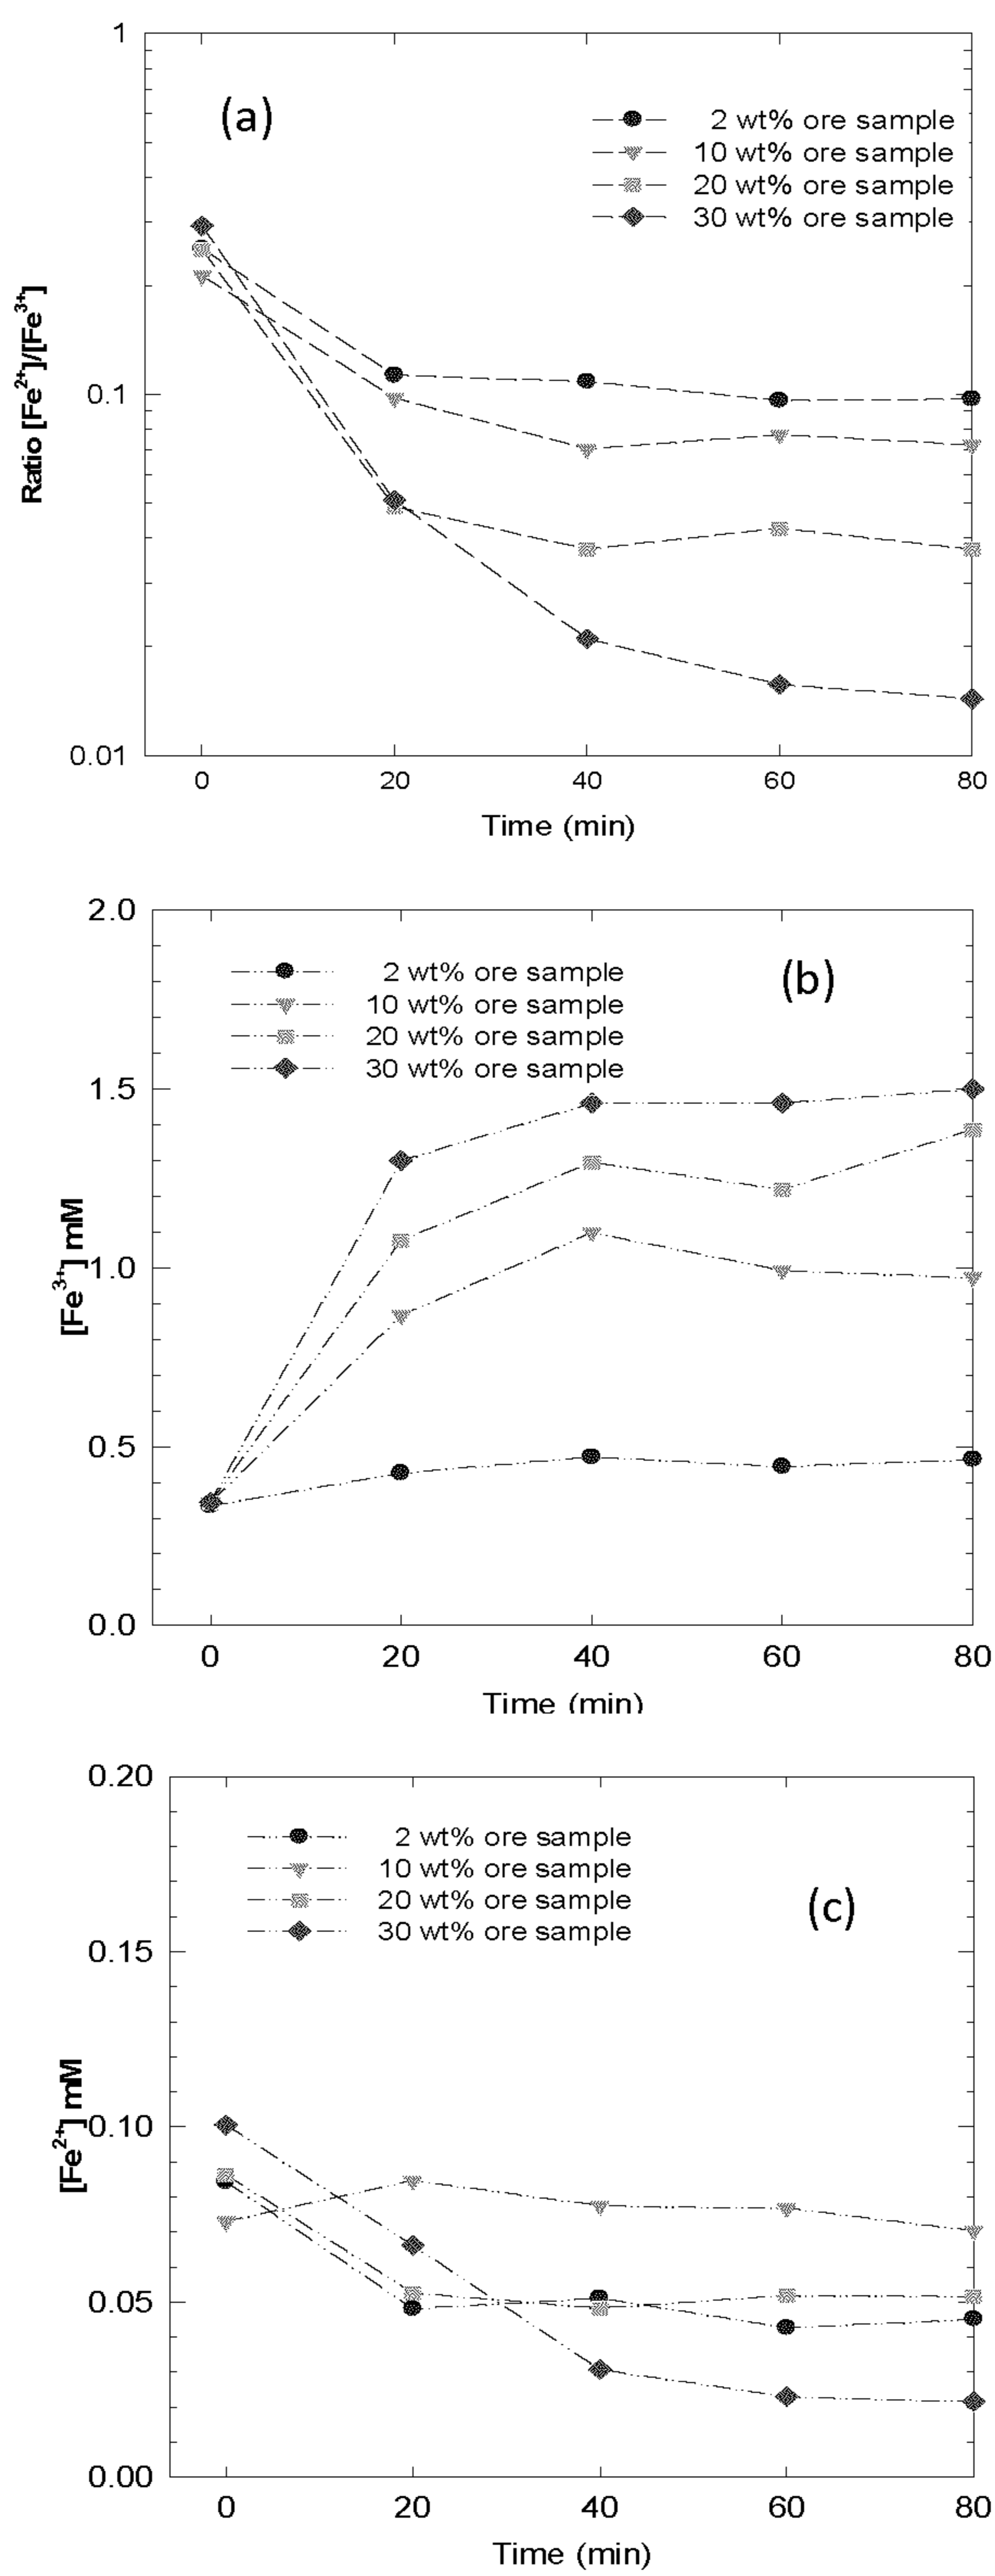 1
(a)
2 wt% ore sample
10 wt% ore sample
20 wt% ore sample
30 wt% ore sample
Ratio [Fe²⁺]/[Fe³⁺]
0.1
0.01
0 20 40 60 80
Time (min)
2.0
(b)
2 wt% ore sample
10 wt% ore sample
20 wt% ore sample
30 wt% ore sample
1.5
[Fe³⁺] mM
1.0
0.5
0.0
0 20 40 60 80
Time (min)
0.20
2 wt% ore sample
10 wt% ore sample
20 wt% ore sample
30 wt% ore sample
(c)
0.15
[Fe²⁺] mM
0.10
0.05
0.00
0 20 40 60 80
Time (min)